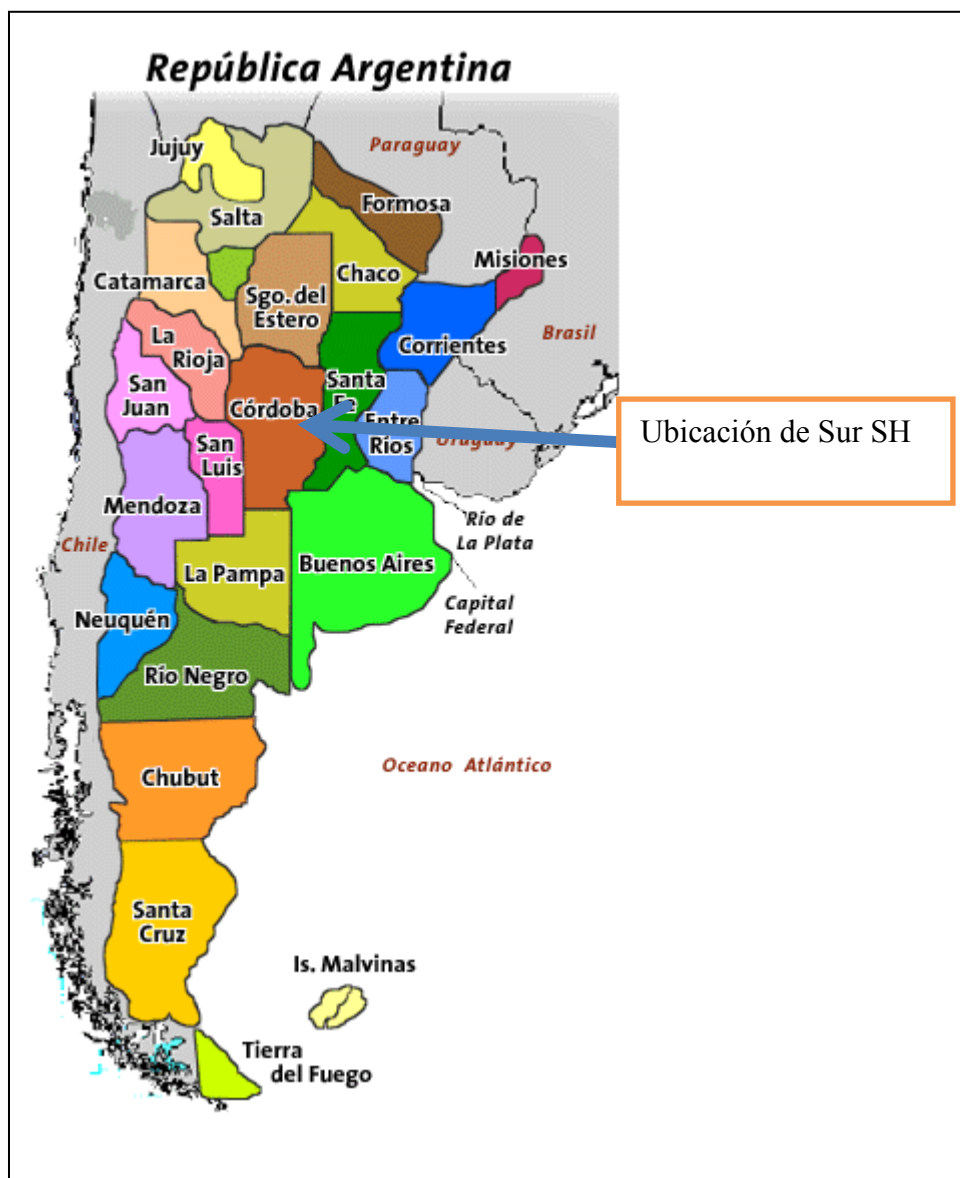 República Argentina
Jujuy
Paraguay
Formosa
Salta
Misiones
Chaco
Catamarca
Sgo. del
Estero
Brasil
La
Rioja
Corrientes
San
Juan
Santa
Fe
Córdoba
Entre
Ríos
Uruguay
Ubicación de Sur SH
San
Luis
Mendoza
Río de
La Plata
Chile
La Pampa
Buenos Aires
Capital
Federal
Neuquén
Río Negro
Oceano Atlántico
Chubut
Santa
Cruz
Is. Malvinas
Tierra
del Fuego